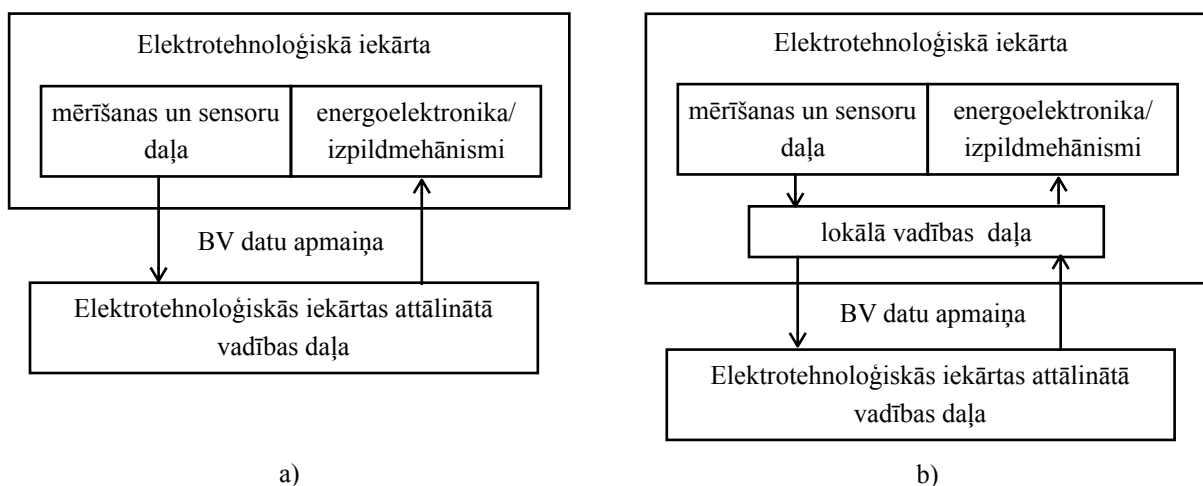 Elektrotehnoloģiskā iekārta
mērīšanas un sensoru
daļa
energoelektronika/
izpildmehānismi
BV datu apmaiņa
Elektrotehnoloģiskās iekārtas attālinātā
vadības daļa
a)
Elektrotehnoloģiskā iekārta
mērīšanas un sensoru
daļa
energoelektronika/
izpildmehānismi
lokālā vadības daļa
BV datu apmaiņa
Elektrotehnoloģiskās iekārtas attālinātā
vadības daļa
b)